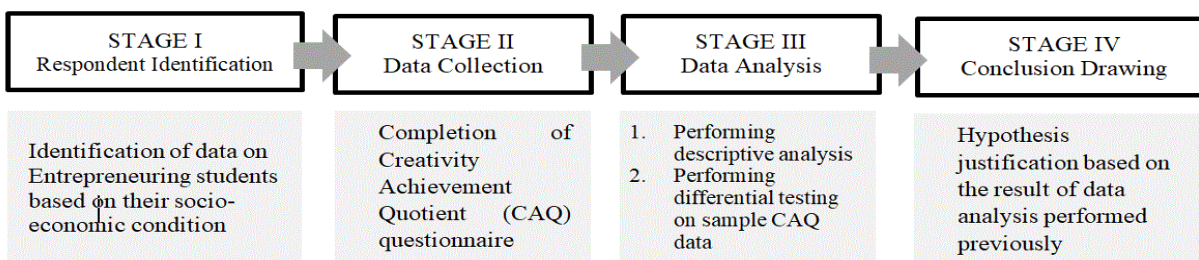 STAGE I
Respondent Identification
STAGE II
Data Collection
STAGE III
Data Analysis
STAGE IV
Conclusion Drawing
Identification of data on
Entrepreneuring students
based on their socio-
economic condition
Completion of
Creativity
Achievement
Quotient (CAQ)
questionnaire
1. Performing
descriptive analysis
2. Performing
differential testing
on sample CAQ
data
Hypothesis
justification based on
the result of data
analysis performed
previously